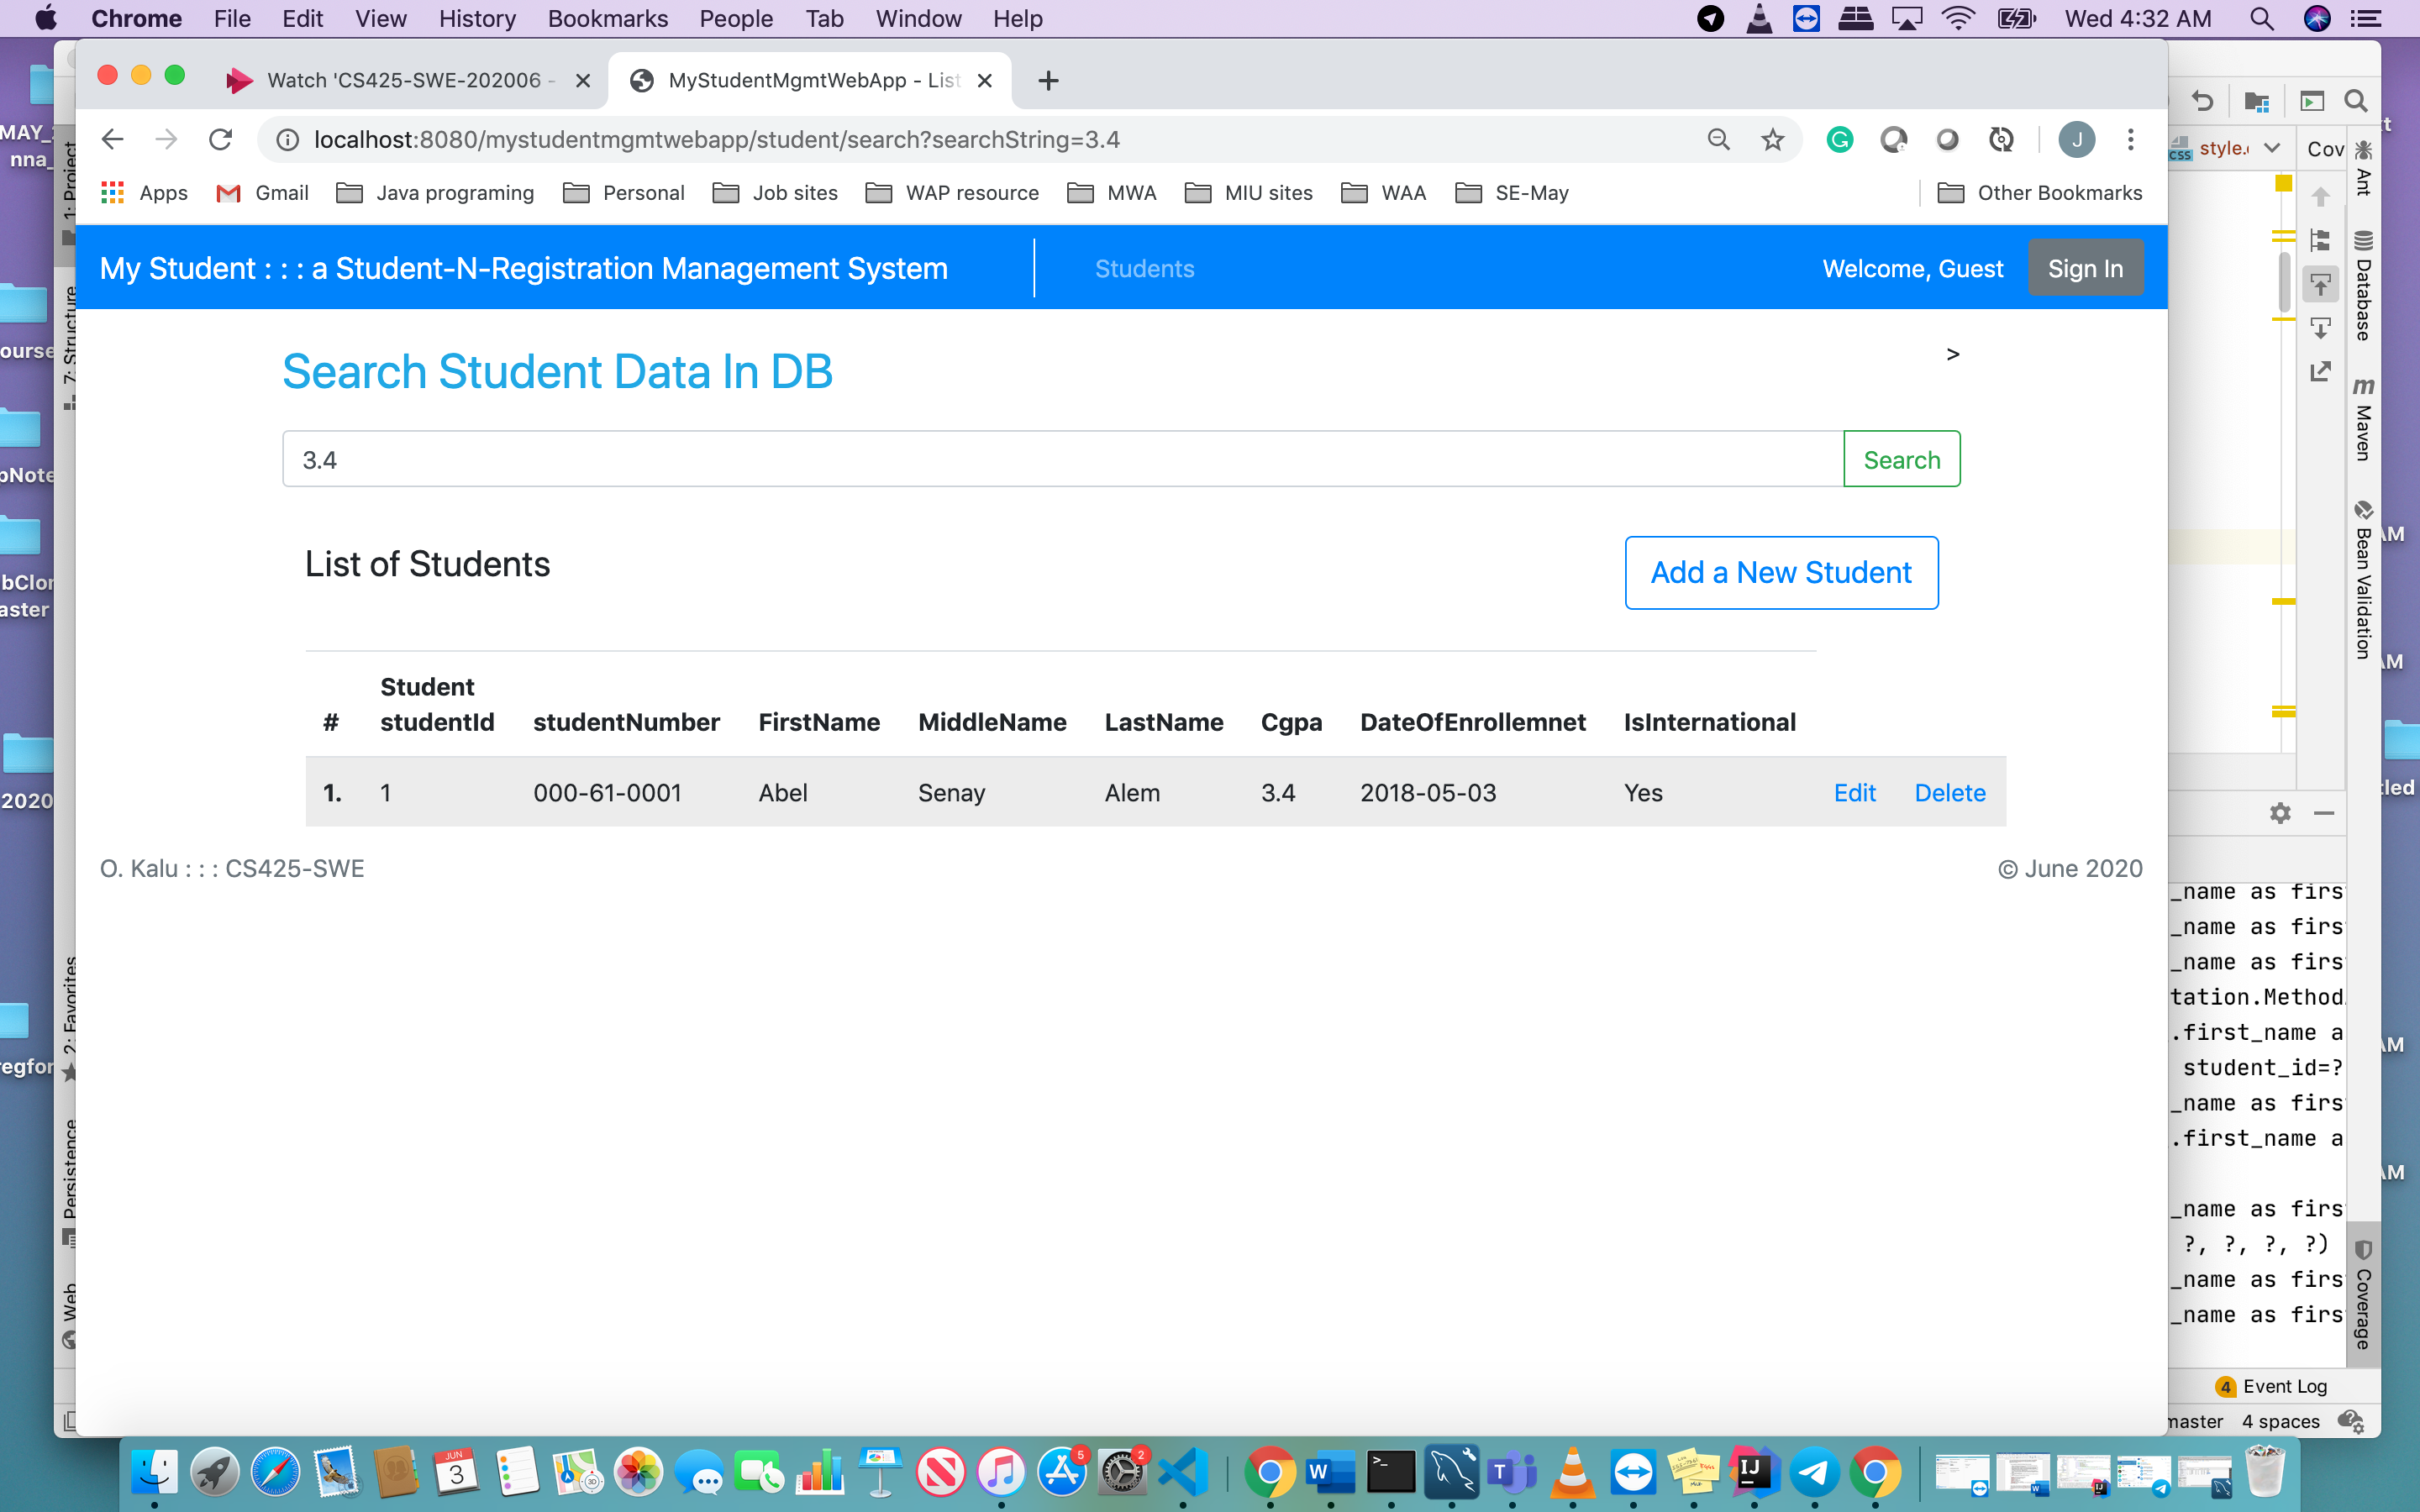 Chrome File Edit View History Bookmarks People Tab Window Help
Wed 4:32 AM
Watch 'CS425-SWE-202006 -
MyStudentMgmtWebApp - List
localhost:8080/mystudentmgmtwebapp/student/search?searchString=3.4
J
Apps Gmail Java programing Personal Job sites WAP resource MWA MIU sites WAA SE-May Other Bookmarks
My Student : : : a Student-N-Registration Management System
Students
Welcome, Guest
Sign In
Search Student Data In DB
>
3.4
Search
List of Students
Add a New Student
# Student studentId studentNumber FirstName MiddleName LastName Cgpa DateOfEnrollemnet IsInternational
1. 1 000-61-0001 Abel Senay Alem 3.4 2018-05-03 Yes Edit Delete
O. Kalu : : : CS425-SWE
© June 2020
1: Project
7: Structure
2: Favorites
Persistence
Web
style.
Cov
Ant
Database
Maven
Bean Validation
Coverage
_name as firs
_name as firs
_name as firs
tation.Method
.first_name a
student_id=?
_name as firs
.first_name a
_name as firs
?, ?, ?, ?)
_name as firs
_name as firs
4 Event Log
master 4 spaces
MAY_
nna_
ourse
oNote
bClon
aster
2020
egfor
AM
AM
AM
AM
tled
JUN
3
5
2